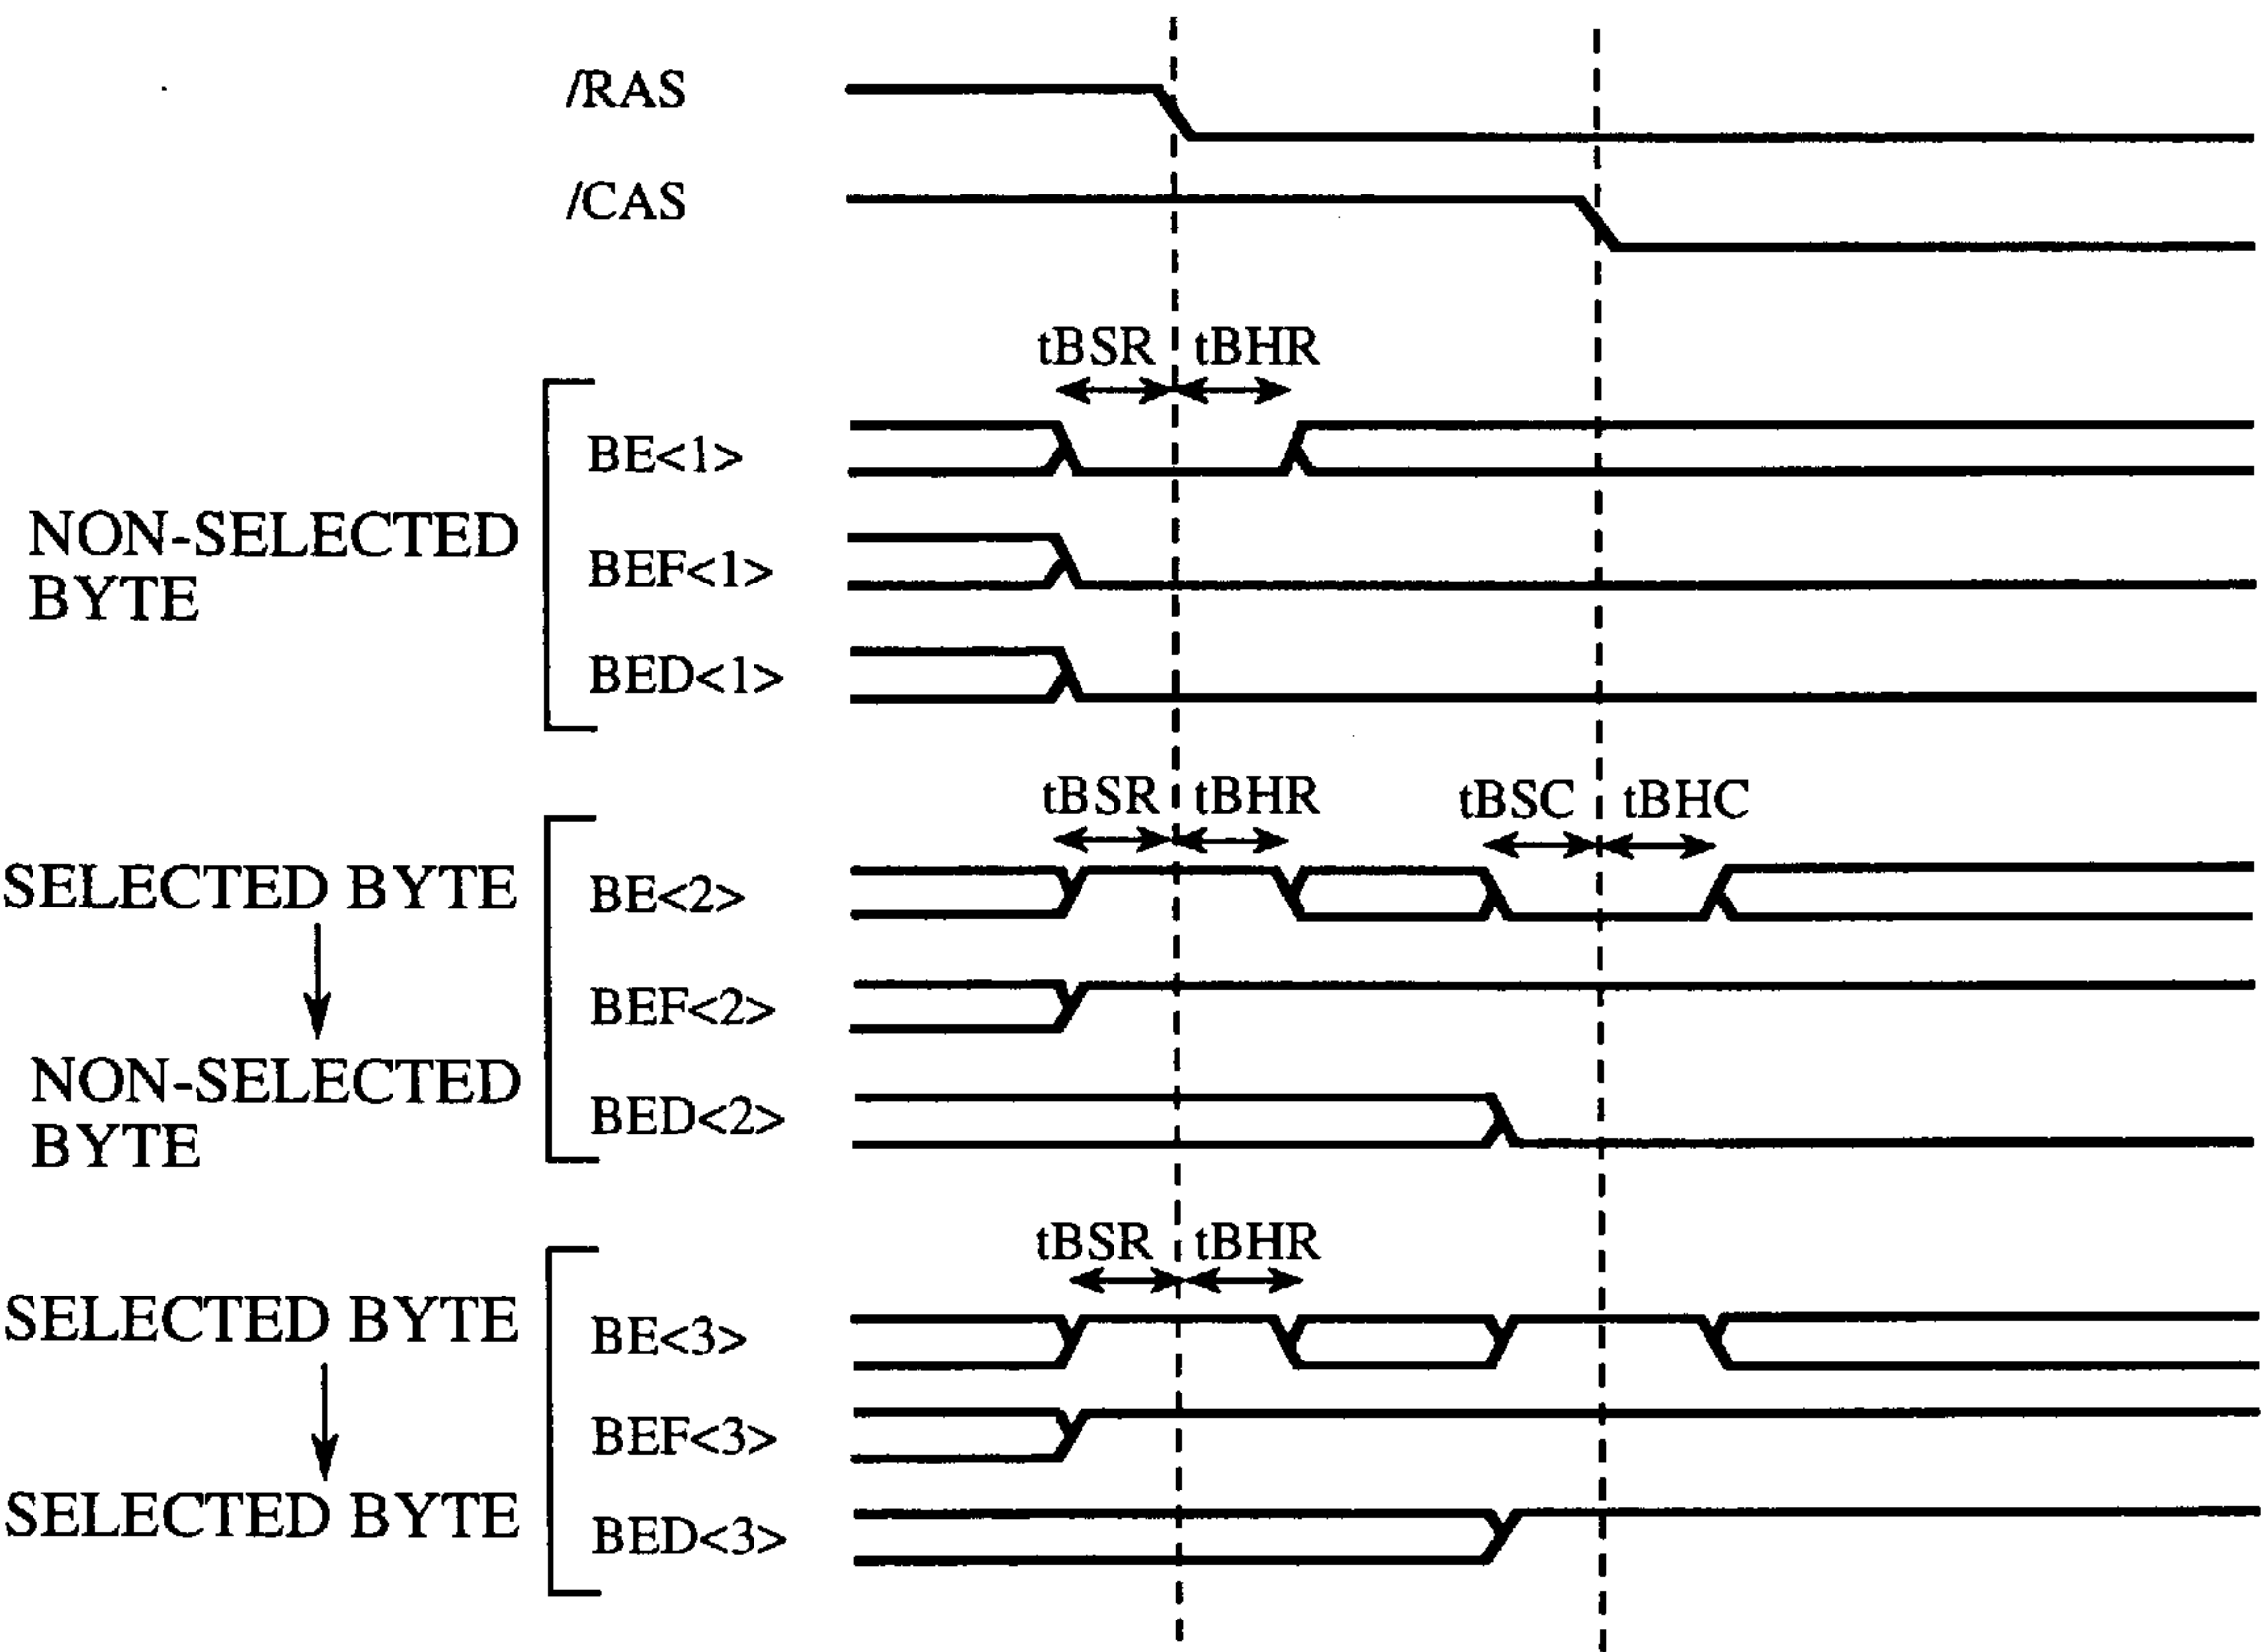 /RAS
/CAS
tBSR tBHR
BE<1>
NON-SELECTED
BYTE
BEF<1>
BED<1>
tBSR tBHR tBSC tBHC
SELECTED BYTE
BE<2>
BEF<2>
NON-SELECTED
BYTE
BED<2>
tBSR tBHR
SELECTED BYTE
BE<3>
BEF<3>
SELECTED BYTE
BED<3>